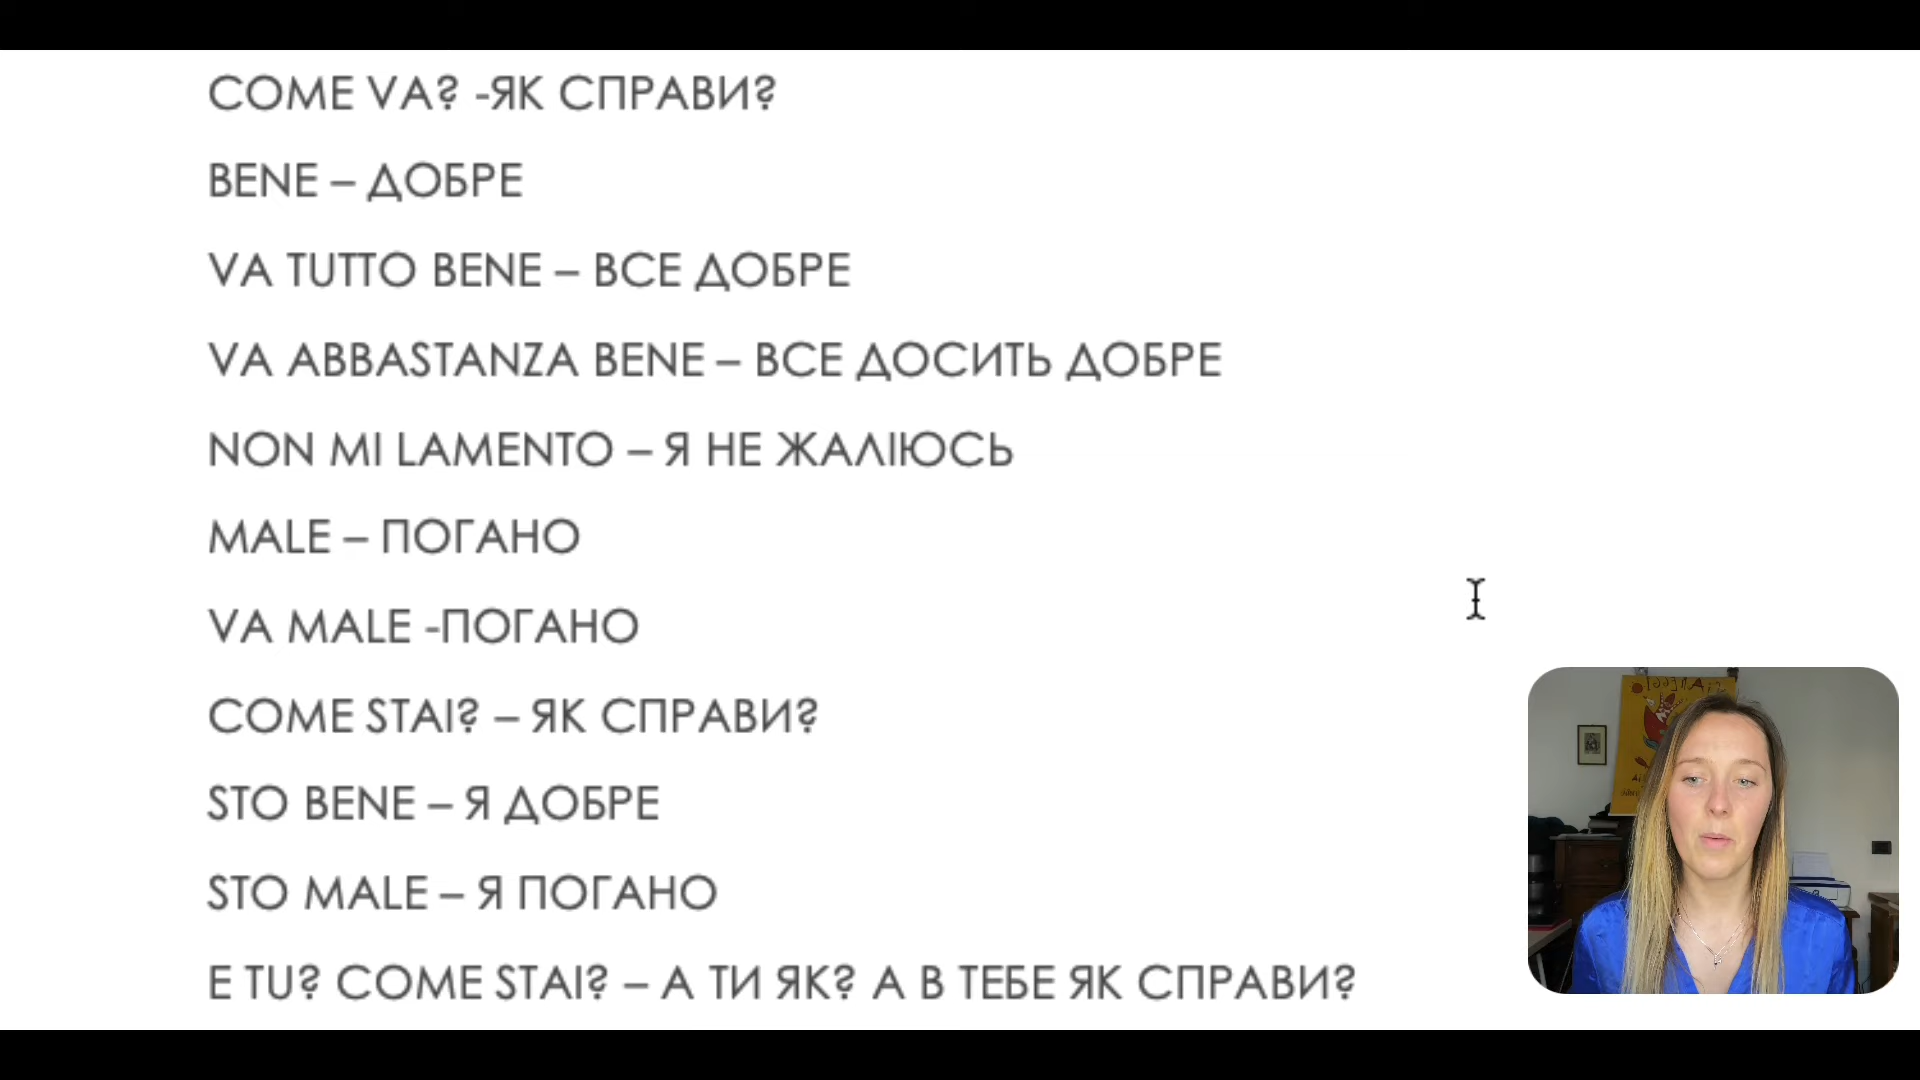 COME VA? -ЯК СПРАВИ?
BENE – ДОБРЕ
VA TUTTO BENE – ВСЕ ДОБРЕ
VA ABBASTANZA BENE – ВСЕ ДОСИТЬ ДОБРЕ
NON MI LAMENTO – Я НЕ ЖАЛІЮСЬ
MALE – ПОГАНО
VA MALE -ПОГАНО
COME STAI? – ЯК СПРАВИ?
STO BENE – Я ДОБРЕ
STO MALE – Я ПОГАНО
E TU? COME STAI? – А ТИ ЯК? А В ТЕБЕ ЯК СПРАВИ?